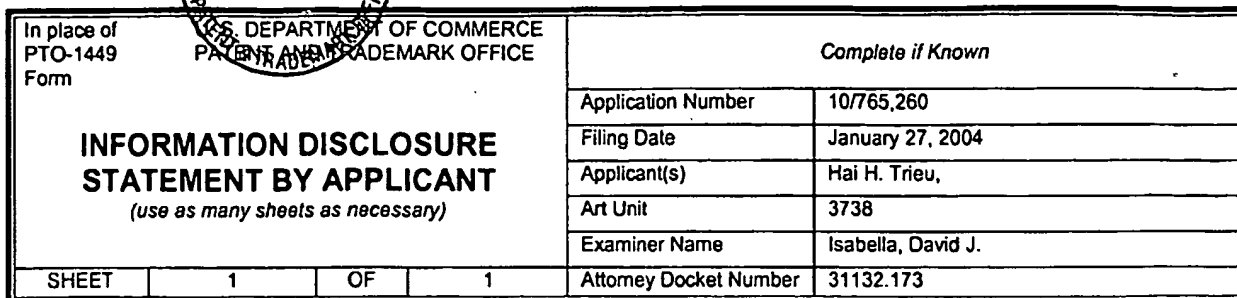 In place of
PTO-1449
Form
U.S. DEPARTMENT OF COMMERCE
PATENT AND TRADEMARK OFFICE
INFORMATION DISCLOSURE
STATEMENT BY APPLICANT
(use as many sheets as necessary)
SHEET 1 OF 1
Complete if Known
Application Number 10/765,260
Filing Date January 27, 2004
Applicant(s) Hai H. Trieu,
Art Unit 3738
Examiner Name Isabella, David J.
Attorney Docket Number 31132.173